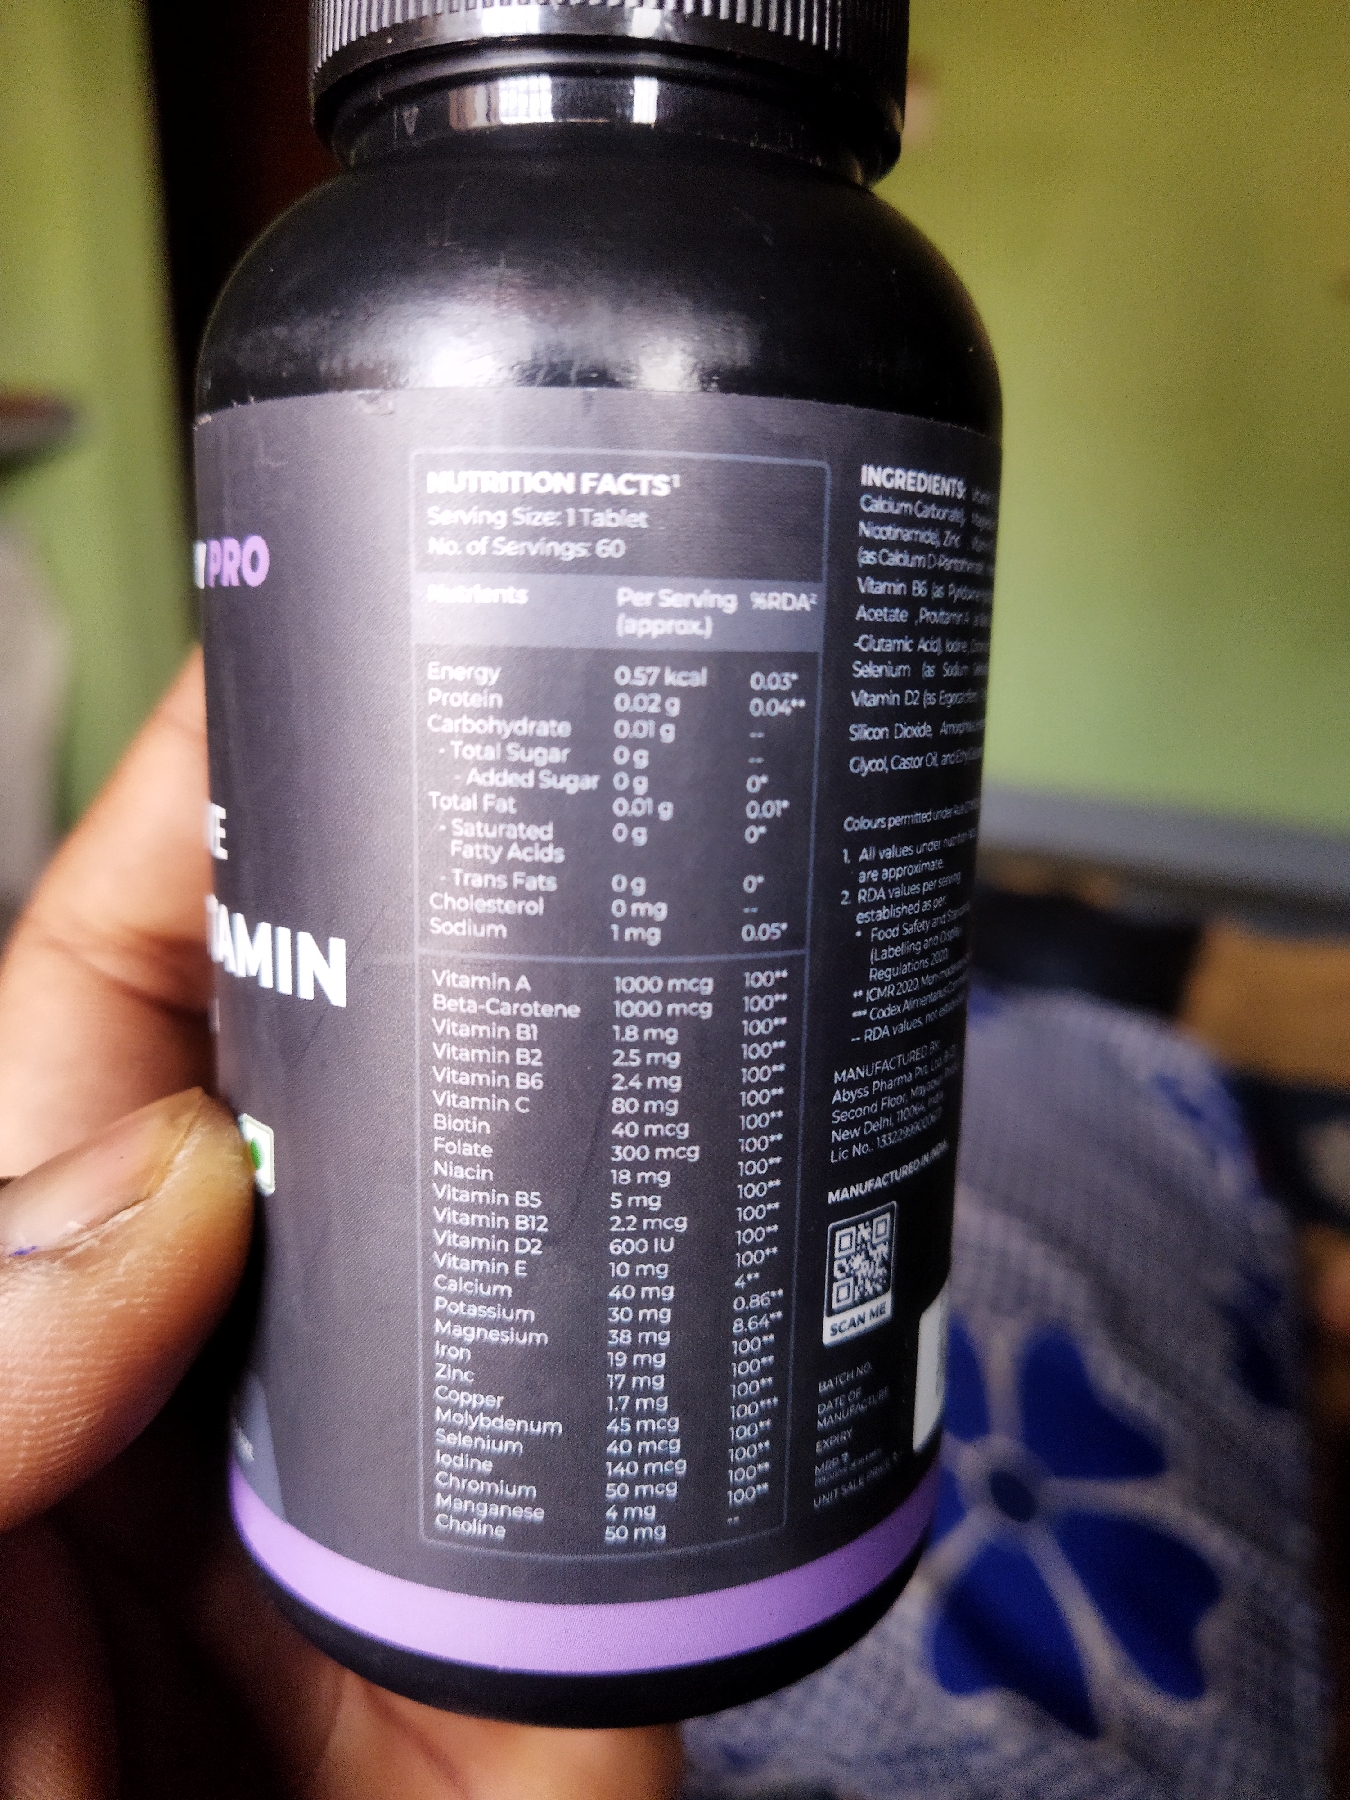 PRO
TAMIN
NUTRITION FACTS¹
Serving Size: 1 Tablet
No. of Servings: 60
Nutrients Per Serving %RDA²
(approx.)
Energy 0.57 kcal 0.03*
Protein 0.02 g 0.04**
Carbohydrate 0.01 g --
- Total Sugar 0 g --
- Added Sugar 0 g 0*
Total Fat 0.01 g 0.01*
- Saturated 0 g 0*
Fatty Acids
- Trans Fats 0 g 0*
Cholesterol 0 mg --
Sodium 1 mg 0.05*
Vitamin A 1000 mcg 100**
Beta-Carotene 1000 mcg 100**
Vitamin B1 1.8 mg 100**
Vitamin B2 2.5 mg 100**
Vitamin B6 2.4 mg 100**
Vitamin C 80 mg 100**
Biotin 40 mcg 100**
Folate 300 mcg 100**
Niacin 18 mg 100**
Vitamin B5 5 mg 100**
Vitamin B12 2.2 mcg 100**
Vitamin D2 600 IU 100**
Vitamin E 10 mg 100**
Calcium 40 mg 4**
Potassium 30 mg 0.86**
Magnesium 38 mg 8.64**
Iron 19 mg 100**
Zinc 17 mg 100**
Copper 1.7 mg 100**
Molybdenum 45 mcg 100***
Selenium 40 mcg 100**
Iodine 140 mcg 100**
Chromium 50 mcg 100**
Manganese 4 mg 100**
Choline 50 mg --
INGREDIENTS:
Calcium Carbonate),
Nicotinamide), Zinc
(as Calcium
Vitamin B6 (as
Acetate , Provitamin A
-Glutamic Acid), Iodine,
Selenium (as Sodium
Vitamin D2 (as
Silicon Dioxide,
Glycol, Castor Oil, and
Colours permitted under
1. All values under
are approximate.
2. RDA values per serving
established as per:
* Food Safety and
(Labelling and
Regulations 2020
** ICMR 2020,
*** Codex Alimentarius
-- RDA values, not
MANUFACTURED BY:
Abyss Pharma Pvt. Ltd.
Second Floor,
New Delhi,
Lic No.:
MANUFACTURED IN
SCAN ME
BATCH NO.
DATE OF
MANUFACTURE
EXPIRY
MRP ₹
UNIT SALE PRICE